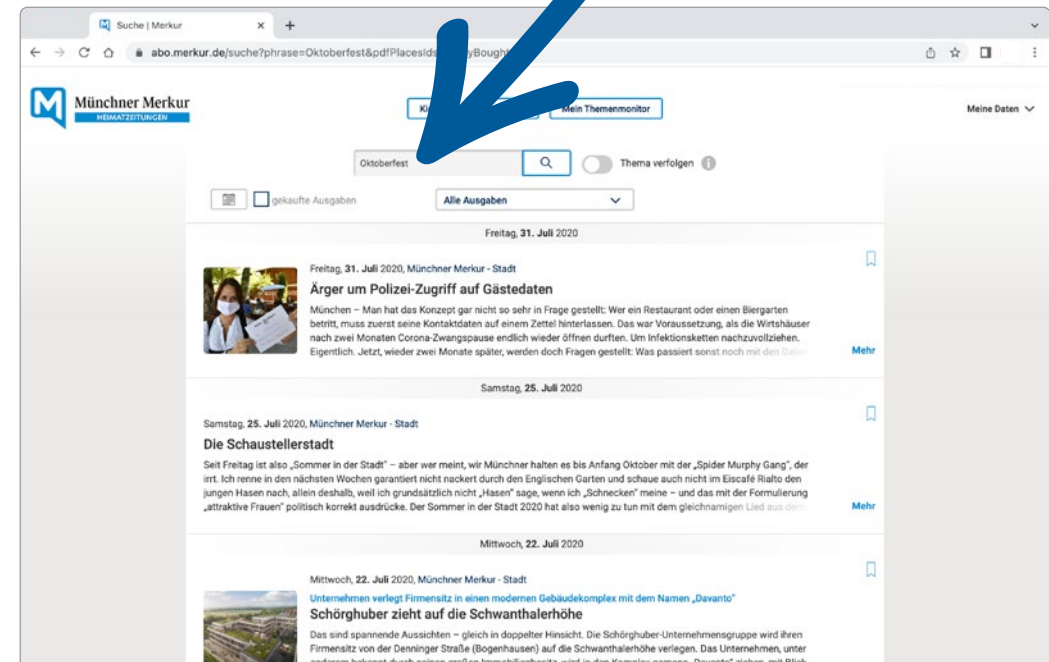 Suche | Merkur
abo.merkur.de/suche?phrase=Oktoberfest&pdfPlacesIds
Münchner Merkur
HEIMATZEITUNGEN
Mein Themenmonitor
Meine Daten
Oktoberfest
Thema verfolgen
gekaufte Ausgaben
Alle Ausgaben
Freitag, 31. Juli 2020
Freitag, 31. Juli 2020, Münchner Merkur - Stadt
Ärger um Polizei-Zugriff auf Gästedaten
München – Man hat das Konzept gar nicht so sehr in Frage gestellt: Wer ein Restaurant oder einen Biergarten
betritt, muss zuerst seine Kontaktdaten auf einem Zettel hinterlassen. Das war Voraussetzung, als die Wirtshäuser
nach zwei Monaten Corona-Zwangspause endlich wieder öffnen durften. Um Infektionsketten nachzuvollziehen.
Eigentlich. Jetzt, wieder zwei Monate später, werden doch Fragen gestellt: Was passiert sonst noch mit den
Mehr
Samstag, 25. Juli 2020
Samstag, 25. Juli 2020, Münchner Merkur - Stadt
Die Schaustellerstadt
Seit Freitag ist also „Sommer in der Stadt“ – aber wer meint, wir Münchner halten es bis Anfang Oktober mit der „Spider Murphy Gang“, der
irrt. Ich renne in den nächsten Wochen garantiert nicht nackert durch den Englischen Garten und schaue auch nicht im Eiscafé Rialto den
jungen Hasen nach, allein deshalb, weil ich grundsätzlich nicht „Hasen“ sage, wenn ich „Schnecken“ meine – und das mit der Formulierung
„attraktive Frauen“ politisch korrekt ausdrücke. Der Sommer in der Stadt 2020 hat also wenig zu tun mit dem gleichnamigen Lied aus dem
Mehr
Mittwoch, 22. Juli 2020
Mittwoch, 22. Juli 2020, Münchner Merkur - Stadt
Unternehmen verlegt Firmensitz in einen modernen Gebäudekomplex mit dem Namen „Davanto“
Schörghuber zieht auf die Schwanthalerhöhe
Das sind spannende Aussichten – gleich in doppelter Hinsicht. Die Schörghuber-Unternehmensgruppe wird ihren
Firmensitz von der Denninger Straße (Bogenhausen) auf die Schwanthalerhöhe verlegen. Das Unternehmen, unter